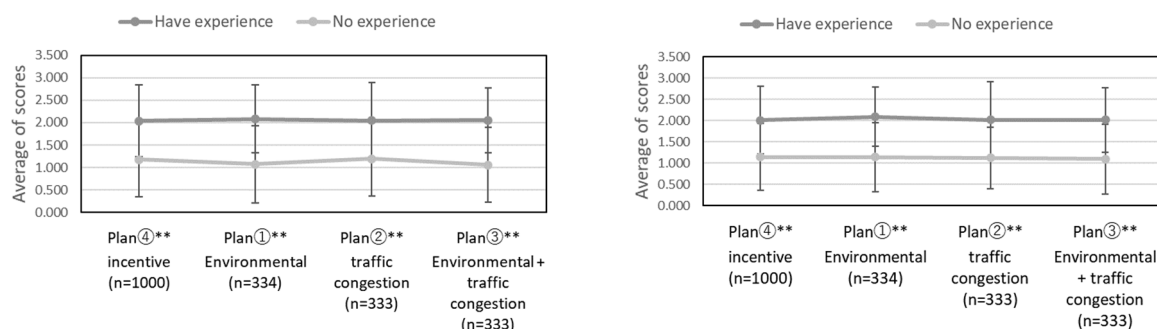 Have experience No experience
3.500
3.000
2.500
2.000
1.500
1.000
0.500
0.000
Average of scores
Plan④** incentive (n=1000)
Plan①** Environmental (n=334)
Plan②** traffic congestion (n=333)
Plan③** Environmental + traffic congestion (n=333)
Have experience No experience
3.500
3.000
2.500
2.000
1.500
1.000
0.500
0.000
Average of scores
Plan④** incentive (n=1000)
Plan①** Environmental (n=334)
Plan②** traffic congestion (n=333)
Plan③** Environmental + traffic congestion (n=333)